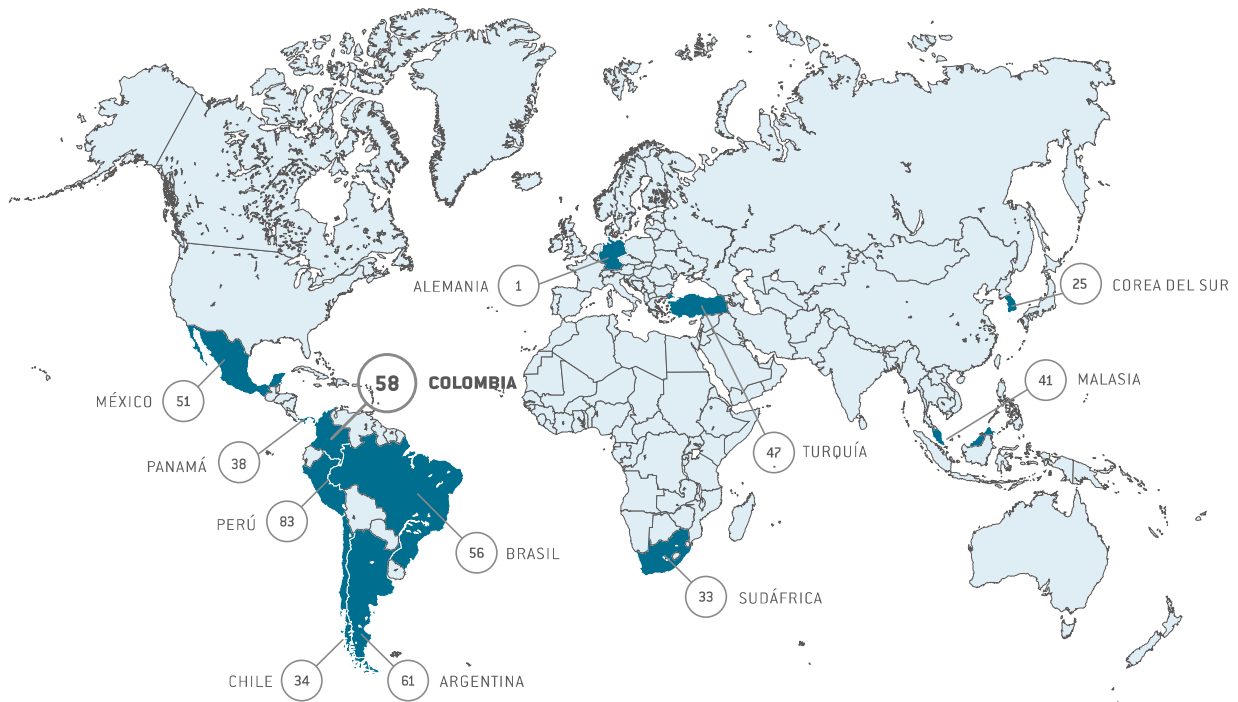 ALEMANIA 1
25 COREA DEL SUR
58 COLOMBIA
41 MALASIA
MÉXICO 51
47 TURQUÍA
PANAMÁ 38
PERÚ 83
56 BRASIL
33 SUDÁFRICA
CHILE 34
61 ARGENTINA